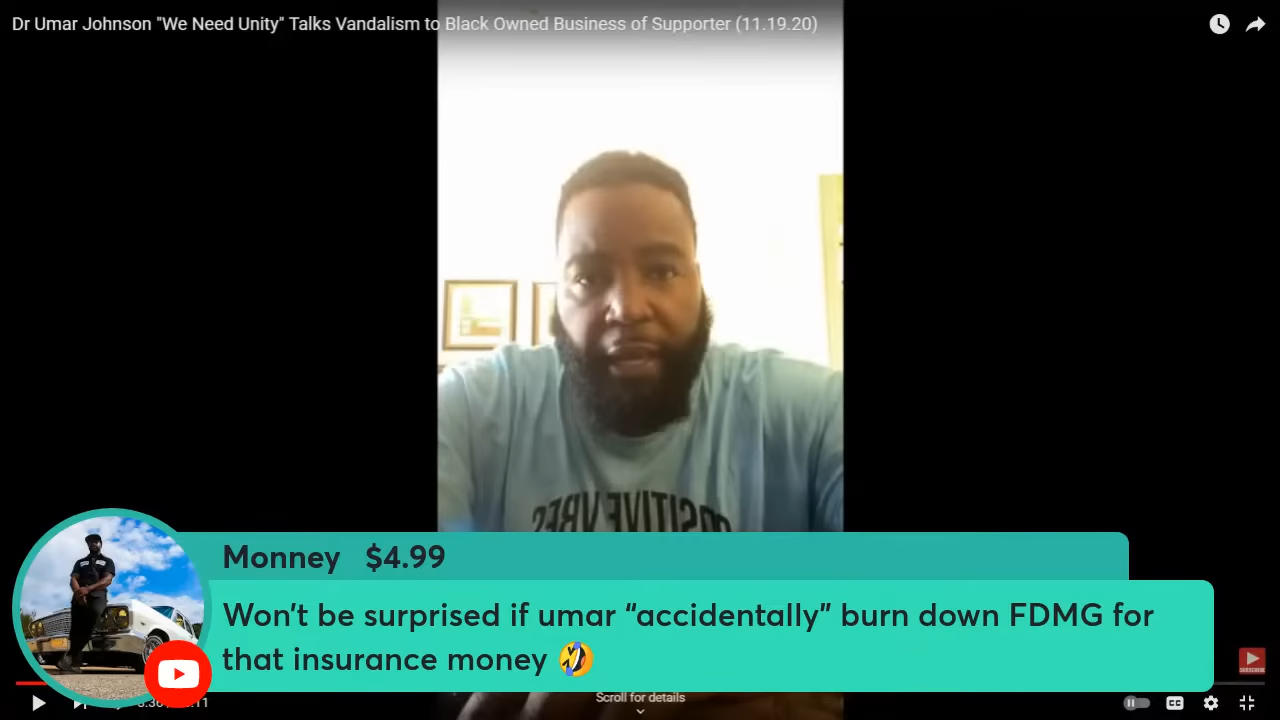 Dr Umar Johnson "We Need Unity" Talks Vandalism to Black Owned Business of Supporter (11.19.20)
POSITIVE VIBES
Monney $4.99
Won't be surprised if umar “accidentally” burn down FDMG for
that insurance money 🤣
SUBSCRIBE
Scroll for details
CC